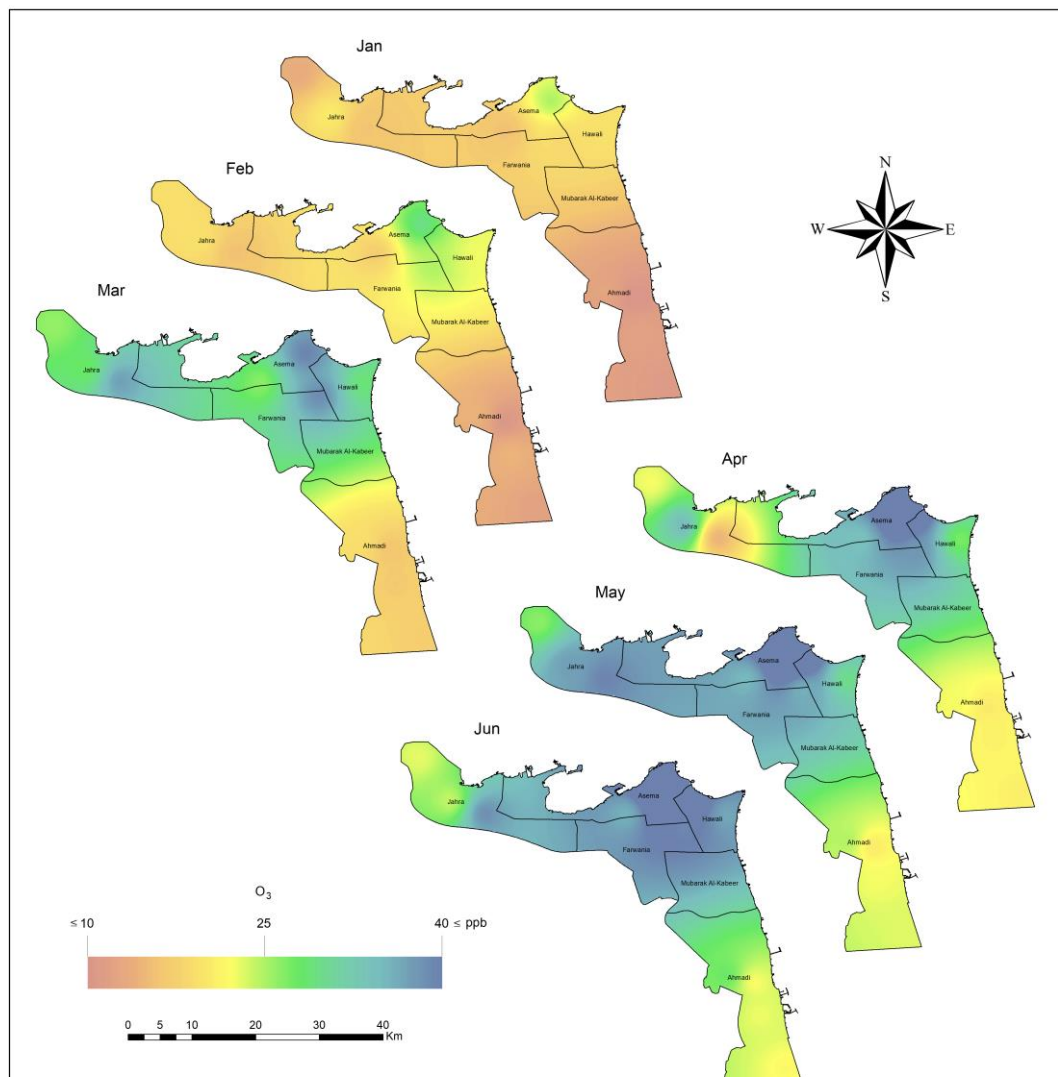 Jan
Jahra
Asema
Hawali
Farwania
Mubarak Al-Kabeer
Ahmadi
Feb
Jahra
Asema
Hawali
Farwania
Mubarak Al-Kabeer
Ahmadi
Mar
Jahra
Asema
Hawali
Farwania
Mubarak Al-Kabeer
Ahmadi
N
W
E
S
Apr
Jahra
Asema
Hawali
Farwania
Mubarak Al-Kabeer
Ahmadi
May
Jahra
Asema
Hawali
Farwania
Mubarak Al-Kabeer
Ahmadi
Jun
Jahra
Asema
Hawali
Farwania
Mubarak Al-Kabeer
Ahmadi
O₃
≤ 10 25 40 ≤ ppb
0 5 10 20 30 40
Km